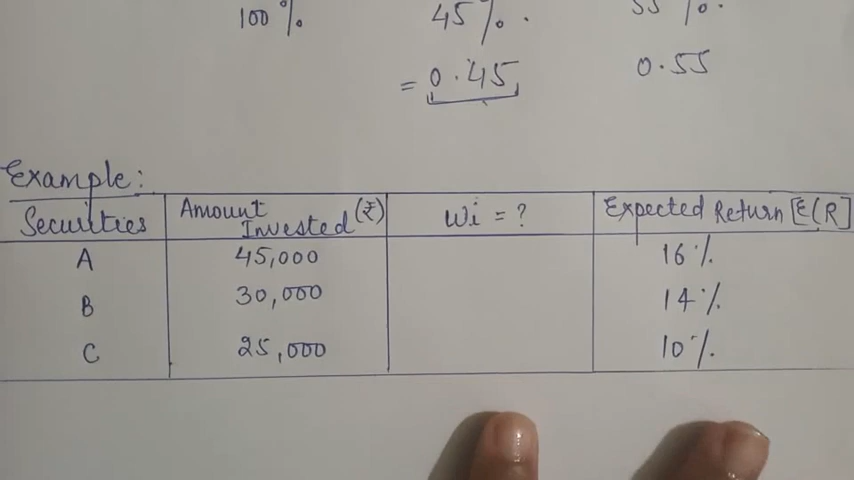 100 % 45 %. 55 %.
= 0.45 0.55
Example:
Securities Amount Invested (₹) Wi = ? Expected Return [E(R]
A 45,000 16 %
B 30,000 14 %
C 25,000 10 %